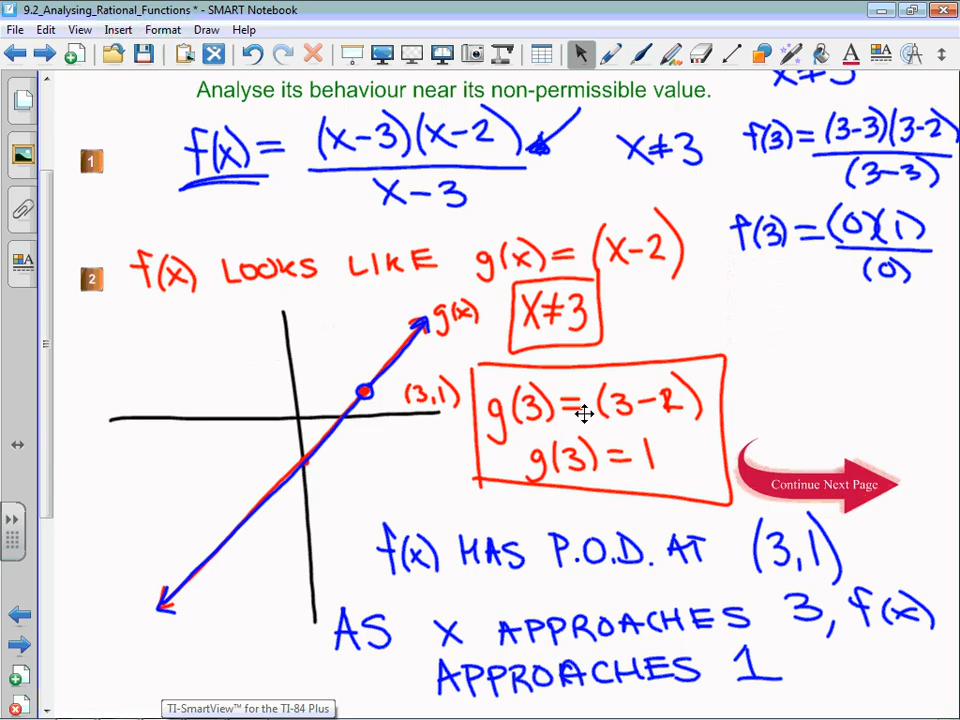 9.2_Analysing_Rational_Functions * - SMART Notebook
File Edit View Insert Format Draw Help
Analyse its behaviour near its non-permissible value.
x≠3
1
f(x) = (x-3)(x-2) / x-3
x≠3
f(3) = (3-3)(3-2) / (3-3)
f(3) = (0)(1) / (0)
2
f(x) LOOKS LIKE g(x) = (x-2)
x≠3
g(x)
(3,1)
g(3) = (3-2)
g(3) = 1
Continue Next Page
f(x) HAS P.O.D. AT (3,1)
AS X APPROACHES 3, f(x)
APPROACHES 1
TI-SmartView™ for the TI-84 Plus